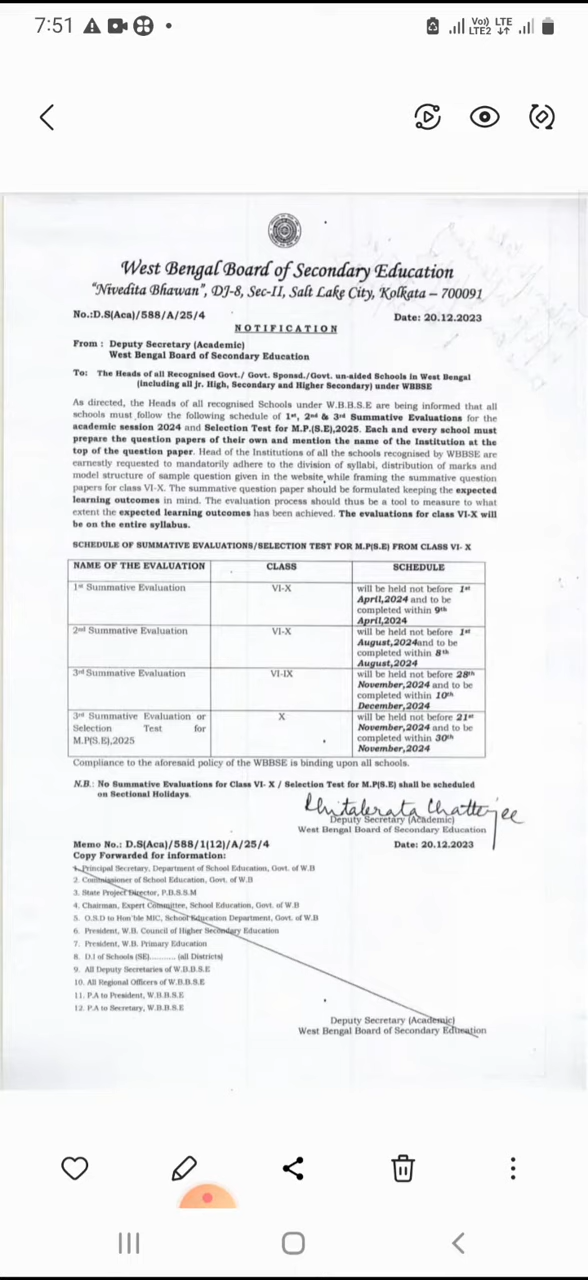 7:51
Vo)) LTE
LTE2
West Bengal Board of Secondary Education
"Nivedita Bhawan", DJ-8, Sec-II, Salt Lake City, Kolkata – 700091
No.:D.S(Aca)/588/A/25/4 Date: 20.12.2023
NOTIFICATION
From : Deputy Secretary (Academic)
West Bengal Board of Secondary Education
To: The Heads of all Recognised Govt./ Govt. Sponsd./Govt. un-aided Schools in West Bengal
(including all jr. High, Secondary and Higher Secondary) under WBBSE
As directed, the Heads of all recognised Schools under W.B.B.S.E are being informed that all
schools must follow the following schedule of 1st, 2nd & 3rd Summative Evaluations for the
academic session 2024 and Selection Test for M.P.(S.E),2025. Each and every school must
prepare the question papers of their own and mention the name of the Institution at the
top of the question paper. Head of the Institutions of all the schools recognised by WBBSE are
earnestly requested to mandatorily adhere to the division of syllabi, distribution of marks and
model structure of sample question given in the website while framing the summative question
papers for class VI-X. The summative question paper should be formulated keeping the expected
learning outcomes in mind. The evaluation process should thus be a tool to measure to what
extent the expected learning outcomes has been achieved. The evaluations for class VI-X will
be on the entire syllabus.
SCHEDULE OF SUMMATIVE EVALUATIONS/SELECTION TEST FOR M.P(S.E) FROM CLASS VI- X
NAME OF THE EVALUATION CLASS SCHEDULE
1st Summative Evaluation VI-X will be held not before 1st
April,2024 and to be
completed within 9th
April,2024
2nd Summative Evaluation VI-X will be held not before 1st
August,2024and to be
completed within 8th
August,2024
3rd Summative Evaluation VI-IX will be held not before 28th
November,2024 and to be
completed within 10th
December,2024
3rd Summative Evaluation or X will be held not before 21st
Selection Test for November,2024 and to be
M.P(S.E),2025 completed within 30th
November,2024
Compliance to the aforesaid policy of the WBBSE is binding upon all schools.
N.B.: No Summative Evaluations for Class VI- X / Selection Test for M.P(S.E) shall be scheduled
on Sectional Holidays.
Chatterjee
Deputy Secretary (Academic)
West Bengal Board of Secondary Education
Memo No.: D.S(Aca)/588/1(12)/A/25/4 Date: 20.12.2023
Copy Forwarded for information:
1. Principal Secretary, Department of School Education, Govt. of W.B
2. Commissioner of School Education, Govt. of W.B
3. State Project Director, P.B.S.S.M
4. Chairman, Expert Committee, School Education, Govt. of W.B
5. O.S.D to Hon'ble MIC, School Education Department, Govt. of W.B
6. President, W.B. Council of Higher Secondary Education
7. President, W.B. Primary Education
8. D.I of Schools (SE).......... (all Districts)
9. All Deputy Secretaries of W.B.B.S.E
10. All Regional Officers of W.B.B.S.E
11. P.A to President, W.B.B.S.E
12. P.A to Secretary, W.B.B.S.E
Deputy Secretary (Academic)
West Bengal Board of Secondary Education